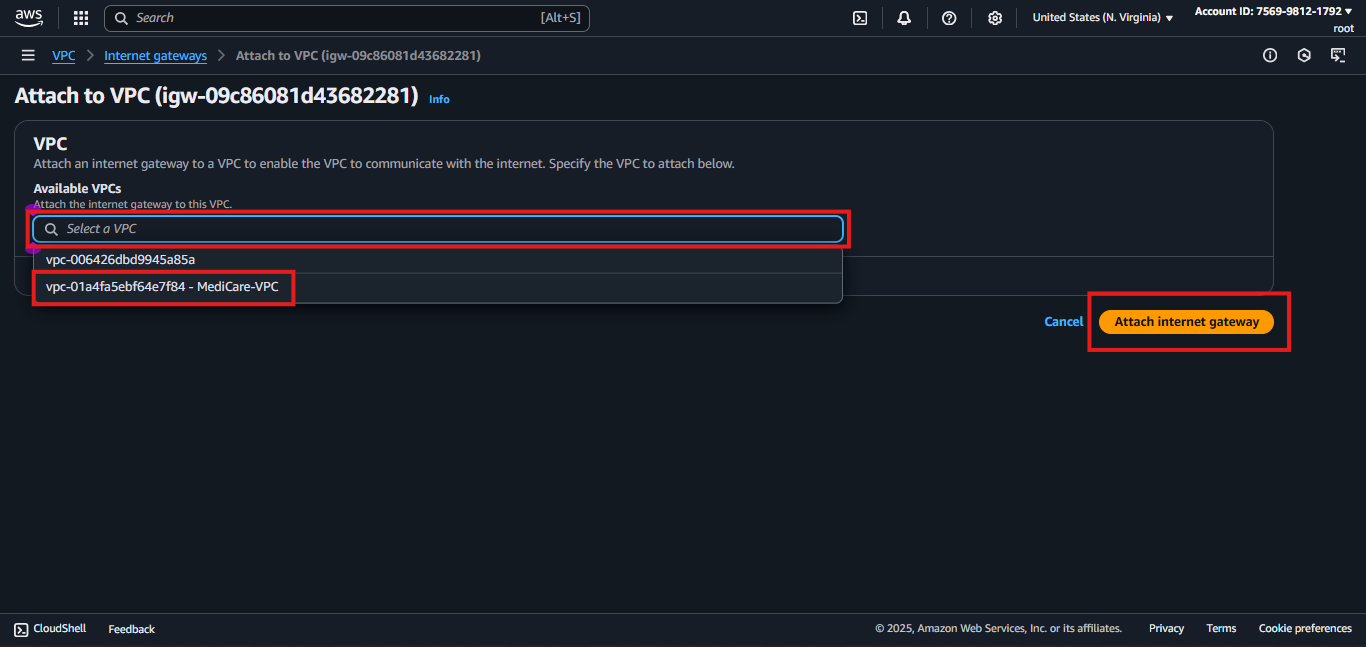 aws
Search [Alt+S]
United States (N. Virginia)
Account ID: 7569-9812-1792
root
VPC > Internet gateways > Attach to VPC (igw-09c86081d43682281)
Attach to VPC (igw-09c86081d43682281) Info
VPC
Attach an internet gateway to a VPC to enable the VPC to communicate with the internet. Specify the VPC to attach below.
Available VPCs
Attach the internet gateway to this VPC.
Select a VPC
vpc-006426dbd9945a85a
vpc-01a4fa5ebf64e7f84 - MediCare-VPC
Cancel Attach internet gateway
CloudShell Feedback © 2025, Amazon Web Services, Inc. or its affiliates. Privacy Terms Cookie preferences